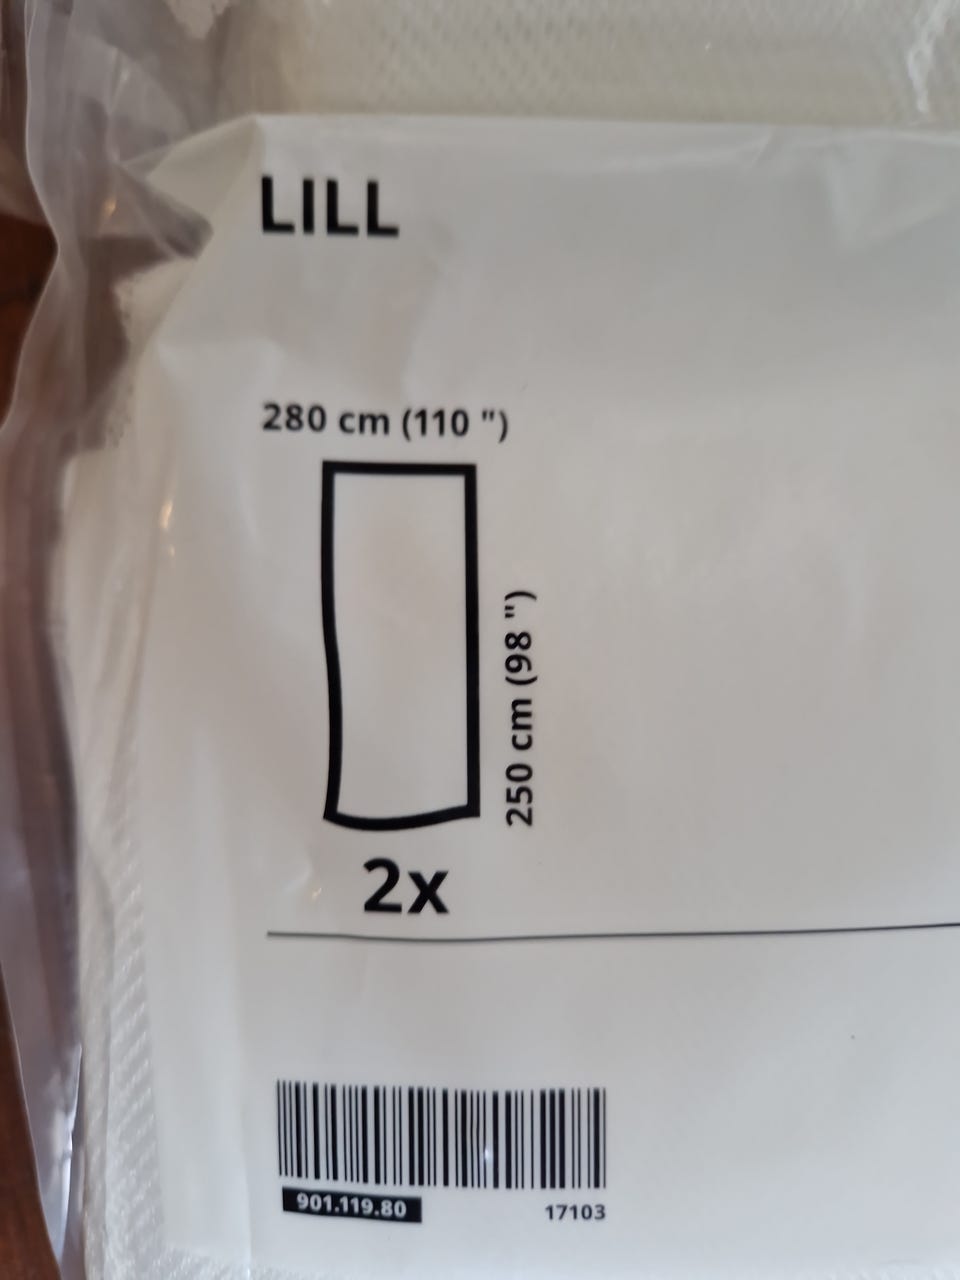 LILL
280 cm (110 ")
250 cm (98 ")
2x
901.119.80
17103